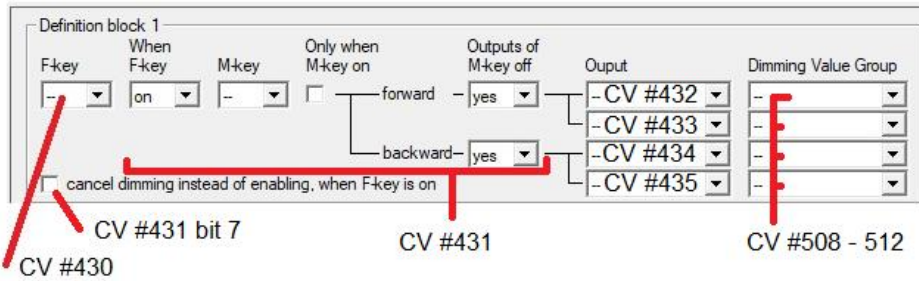 Definition block 1
F-key
When
F-key
M-key
Only when
M-key on
Outputs of
M-key off
Ouput
Dimming Value Group
--
on
--
forward
yes
-- CV #432
--
-- CV #433
--
backward
yes
-- CV #434
--
-- CV #435
--
cancel dimming instead of enabling, when F-key is on
CV #431 bit 7
CV #431
CV #508 - 512
CV #430